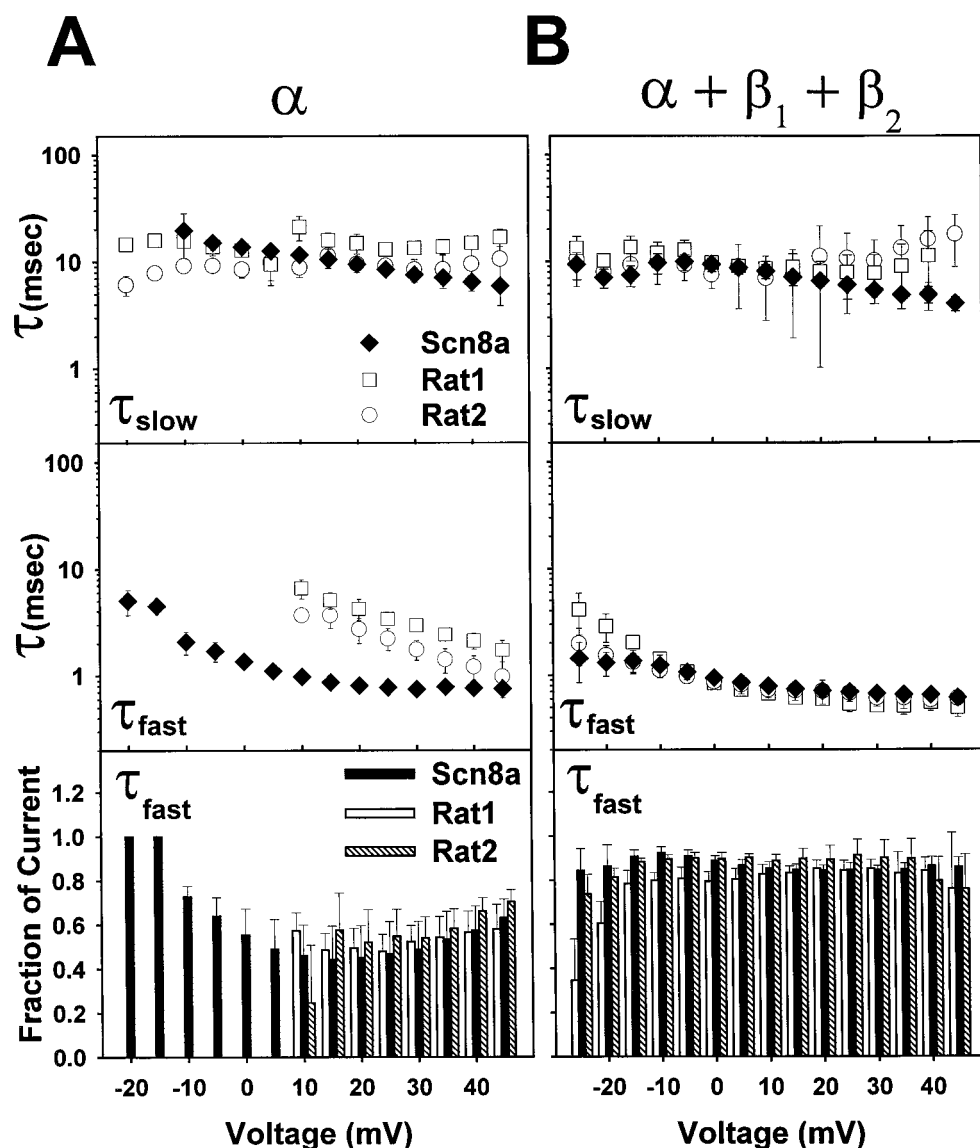 A
B
α
α + β1 + β2
100
10
1
τ(msec)
τslow
Scn8a
Rat1
Rat2
τslow
100
10
1
τ(msec)
τfast
τfast
1.2
1.0
0.8
0.6
0.4
0.2
0.0
Fraction of Current
τfast
Scn8a
Rat1
Rat2
τfast
-20 -10 0 10 20 30 40
-20 -10 0 10 20 30 40
Voltage (mV)
Voltage (mV)